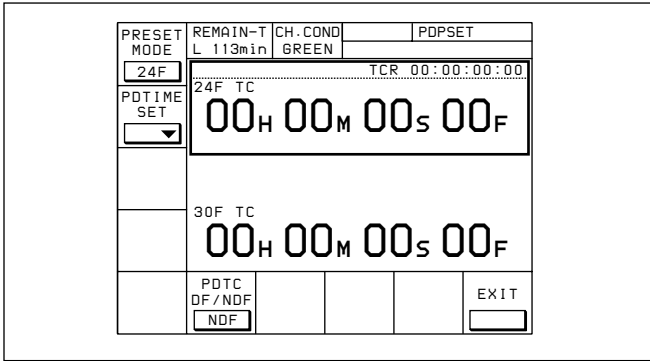 PRESET MODE
24F
REMAIN-T
L 113min
CH.COND
GREEN
PDPSET
TCR 00:00:00:00
24F TC
00H 00M 00S 00F
PDTIME SET
▼
30F TC
00H 00M 00S 00F
PDTC
DF/NDF
NDF
EXIT